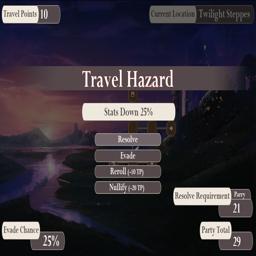 Travel Points 10
Current Location Twilight Steppes
Travel Hazard
Stats Down 25%
Resolve
Evade
Reroll (-10 TP)
Nullify (-20 TP)
Resolve Requirement Parry 21
Evade Chance 25%
Party Total 29